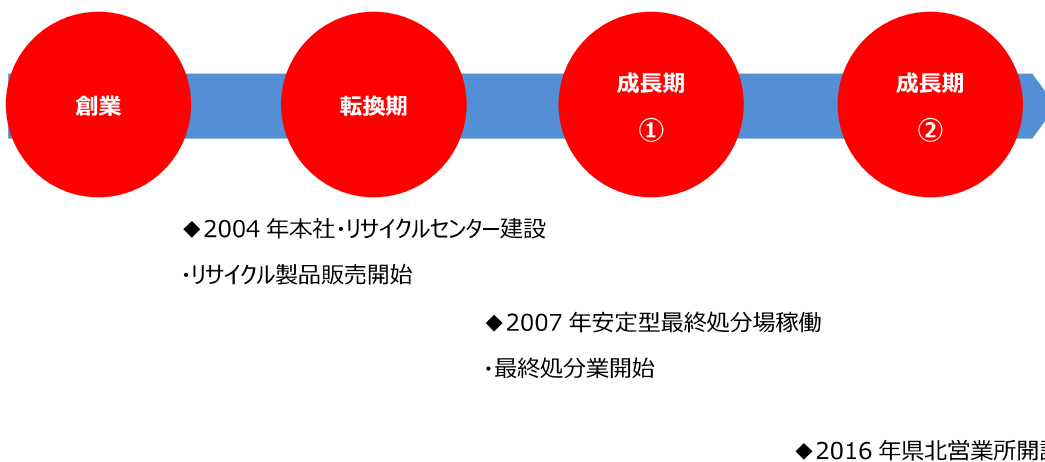 創業
転換期
成長期
①
成長期
②
◆2004 年本社・リサイクルセンター建設
・リサイクル製品販売開始
◆2007 年安定型最終処分場稼働
・最終処分業開始
◆2016 年県北営業所開